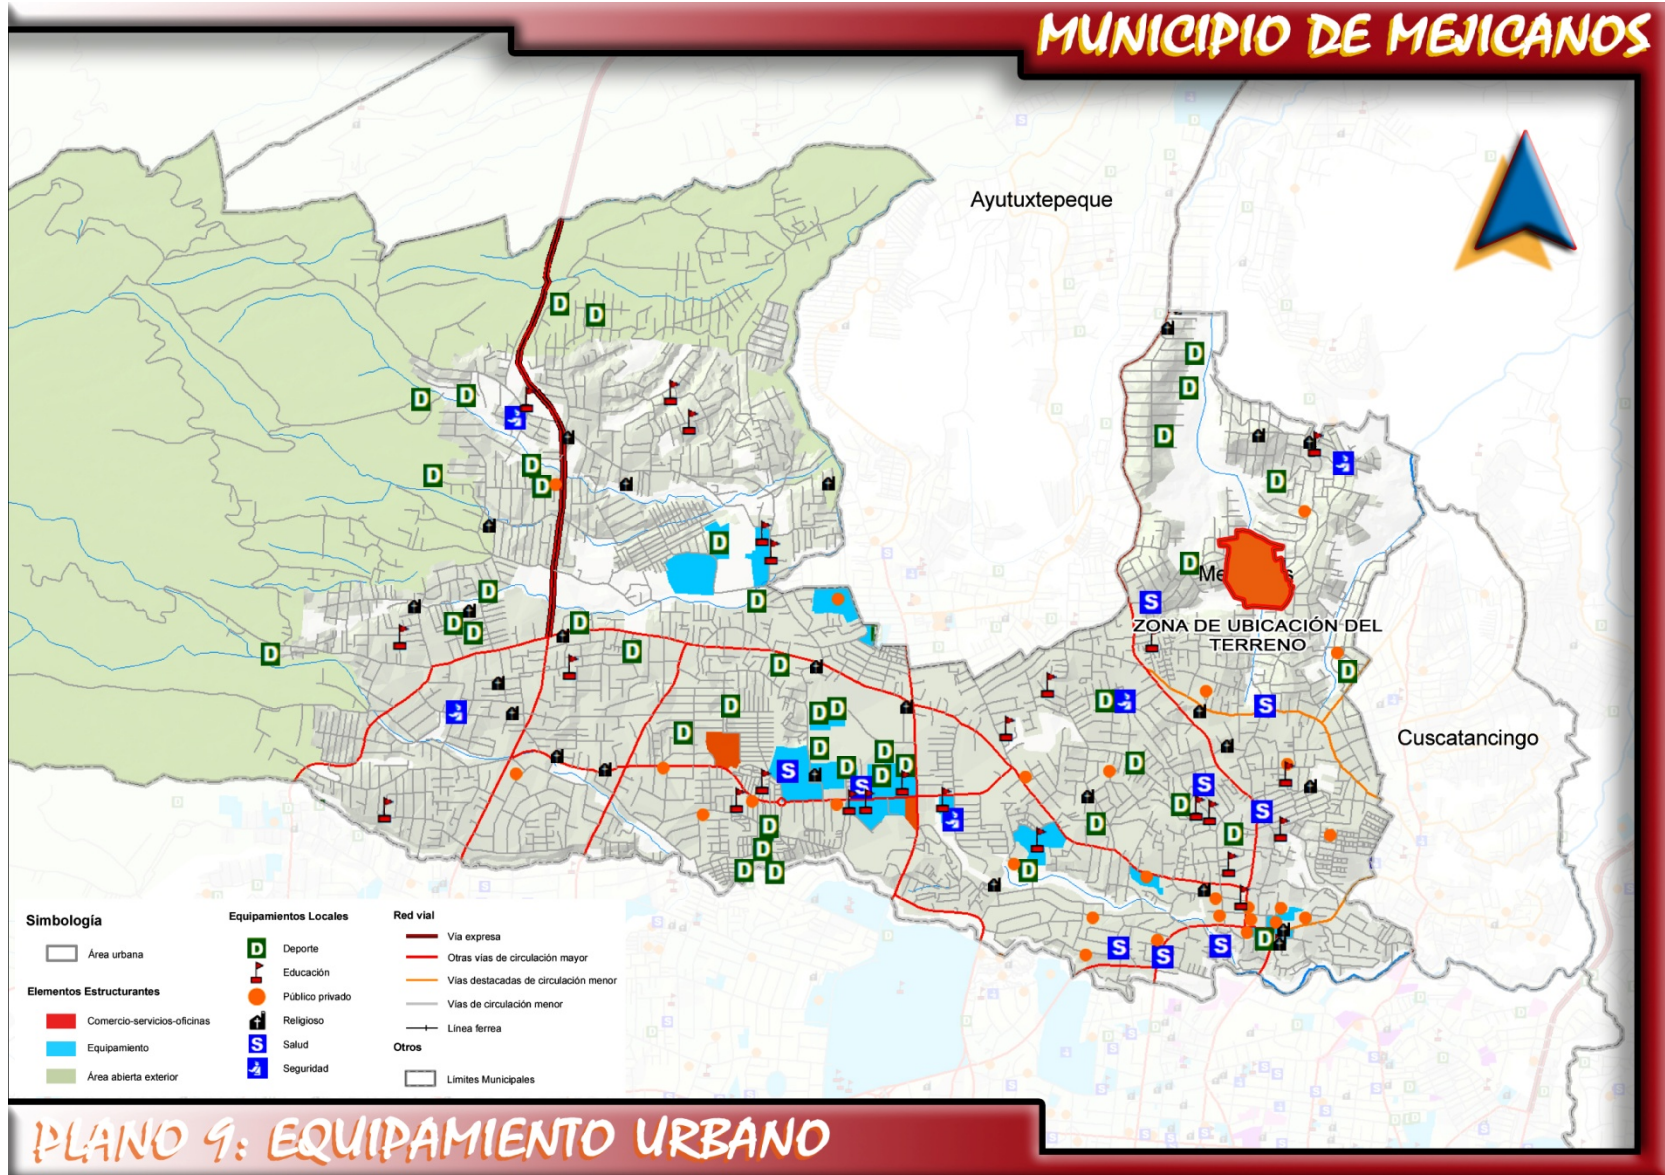 MUNICIPIO DE MEJICANOS
Ayutuxtepeque
ZONA DE UBICACIÓN DEL
TERRENO
Cuscatancingo
Simbología
Área urbana
Elementos Estructurantes
Comercio-servicios-oficinas
Equipamiento
Área abierta exterior
Equipamientos Locales
D Deporte
Educación
Público privado
Religioso
S Salud
Seguridad
Red vial
Via expresa
Otras vías de circulación mayor
Vías destacadas de circulación menor
Vías de circulación menor
Línea ferrea
Otros
Limites Municipales
PLANO 9: EQUIPAMIENTO URBANO